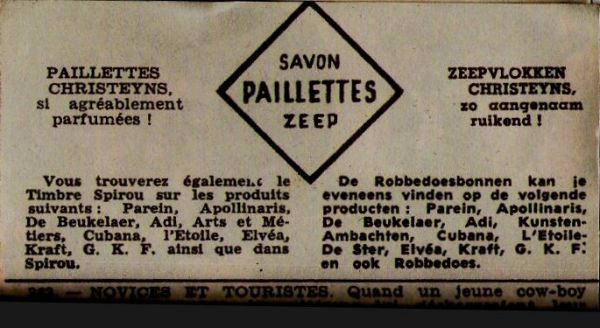 PAILLETTES
CHRISTEYNS,
si agréablement
parfumées !
SAVON
PAILLETTES
ZEEP
ZEEPVLOKKEN
CHRISTEYNS,
zo aangenaam
ruikend !
Vous trouverez également le
Timbre Spirou sur les produits
suivants : Parein, Apollinaris,
De Beukelaer, Adi, Arts et Mé-
tiers, Cubana, l'Etoile, Elvéa,
Kraft, G. K. F. ainsi que dans
Spirou.
De Robbedoesbonnen kan je
eveneens vinden op de volgende
producten : Parein, Apollinaris,
De Beukelaer, Adi, Kunsten-
Ambachten, Cubana, L'Etoile-
De Ster, Elvéa, Kraft, G. K. F.
en ook Robbedoes.
— NOVICES ET TOURISTES. Quand un jeune cow-boy